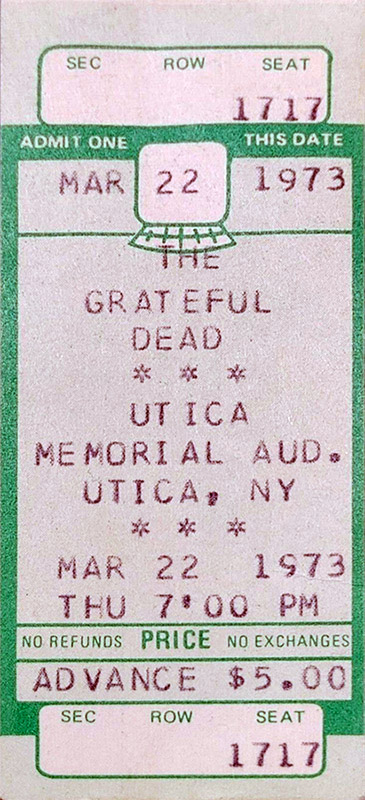 SEC ROW SEAT
1717
ADMIT ONE THIS DATE
MAR 22 1973
THE
GRATEFUL
DEAD
* * *
UTICA
MEMORIAL AUD.
UTICA, NY
* * *
MAR 22 1973
THU 7:00 PM
NO REFUNDS PRICE NO EXCHANGES
ADVANCE $5.00
SEC ROW SEAT
1717